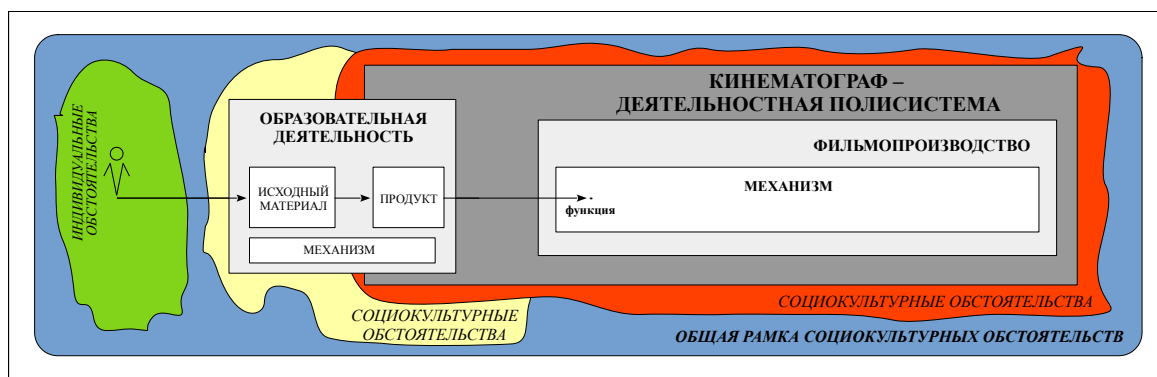 ИНДИВИДУАЛЬНЫЕ
ОБСТОЯТЕЛЬСТВА
ОБРАЗОВАТЕЛЬНАЯ
ДЕЯТЕЛЬНОСТЬ
ИСХОДНЫЙ
МАТЕРИАЛ
ПРОДУКТ
МЕХАНИЗМ
КИНЕМАТОГРАФ –
ДЕЯТЕЛЬНОСТНАЯ ПОЛИСИСТЕМА
ФИЛЬМОПРОИЗВОДСТВО
МЕХАНИЗМ
функция
СОЦИОКУЛЬТУРНЫЕ ОБСТОЯТЕЛЬСТВА
СОЦИОКУЛЬТУРНЫЕ
ОБСТОЯТЕЛЬСТВА
ОБЩАЯ РАМКА СОЦИОКУЛЬТУРНЫХ ОБСТОЯТЕЛЬСТВ